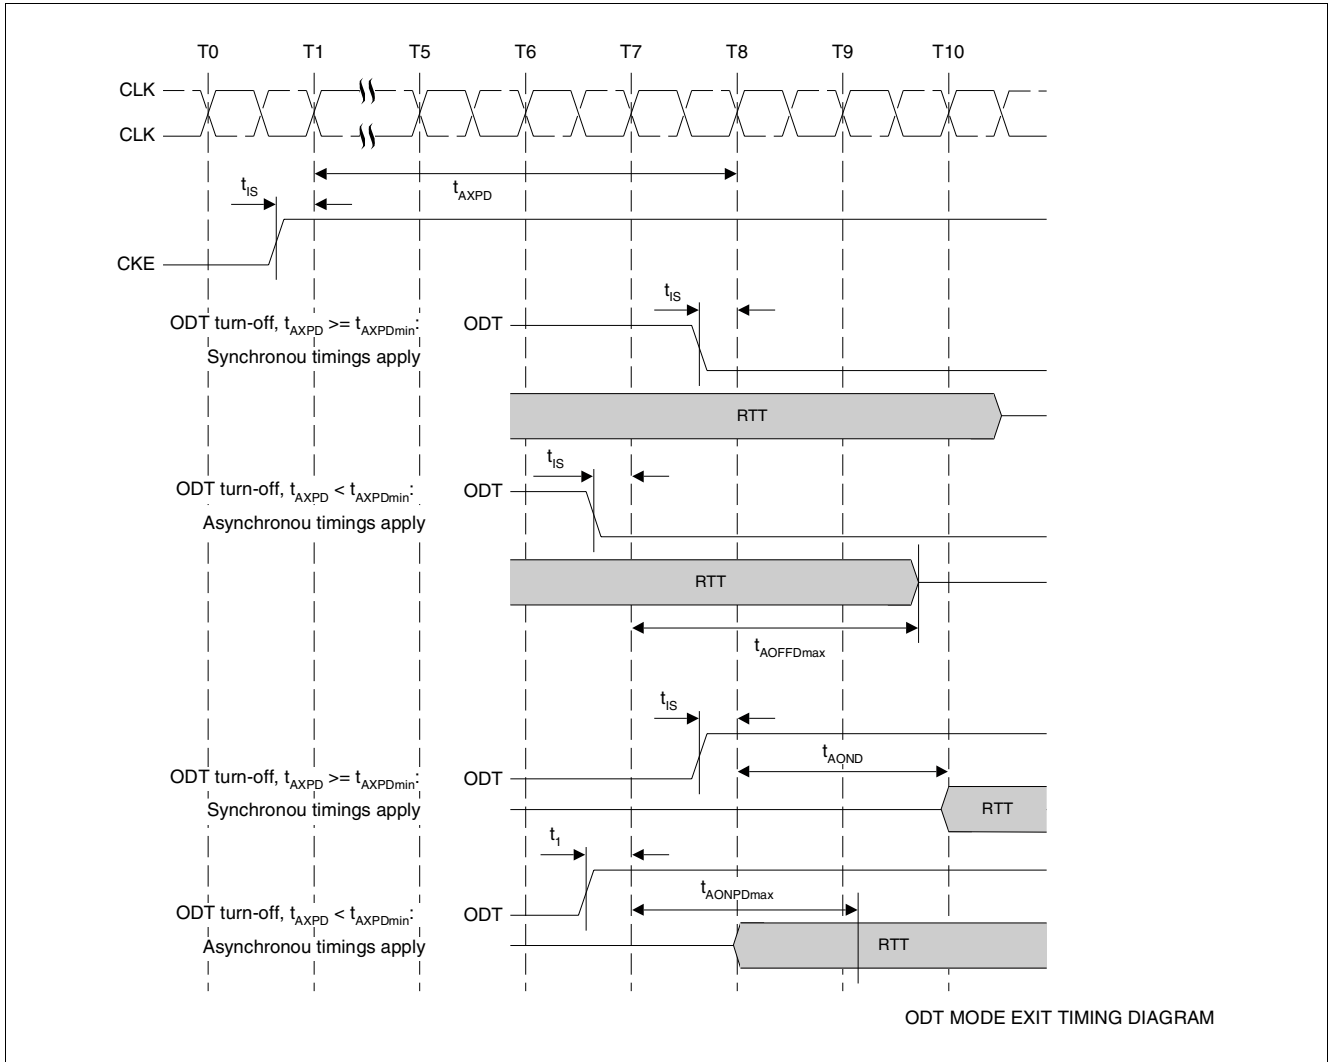 T0 T1 T5 T6 T7 T8 T9 T10
CLK
CLK
tAXPD
tIS
CKE
tIS
ODT turn-off, tAXPD >= tAXPDmin:
ODT
Synchronou timings apply
RTT
tIS
ODT turn-off, tAXPD < tAXPDmin:
ODT
Asynchronou timings apply
RTT
tAOFFDmax
tIS
tAOND
ODT turn-off, tAXPD >= tAXPDmin:
ODT
Synchronou timings apply
RTT
t1
tAONPDmax
ODT turn-off, tAXPD < tAXPDmin:
ODT
Asynchronou timings apply
RTT
ODT MODE EXIT TIMING DIAGRAM